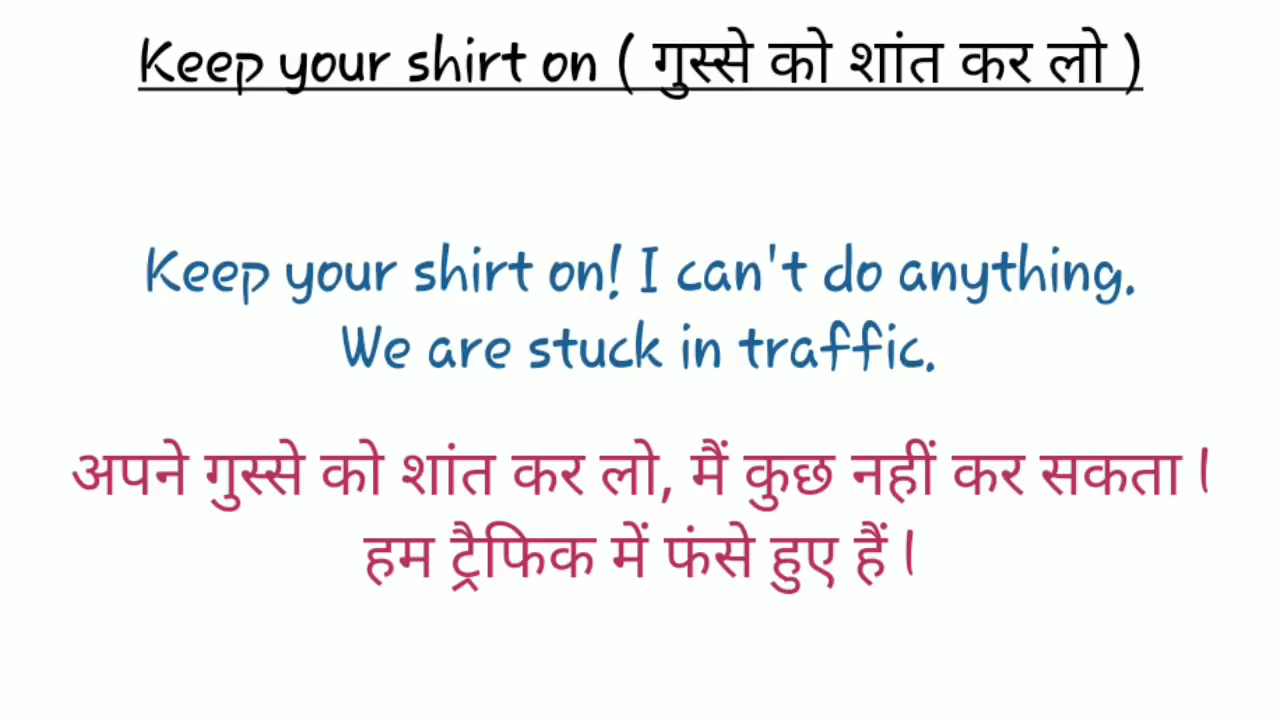 Keep your shirt on ( गुस्से को शांत कर लो )
Keep your shirt on! I can't do anything.
We are stuck in traffic.
अपने गुस्से को शांत कर लो, मैं कुछ नहीं कर सकता ।
हम ट्रैफिक में फंसे हुए हैं ।